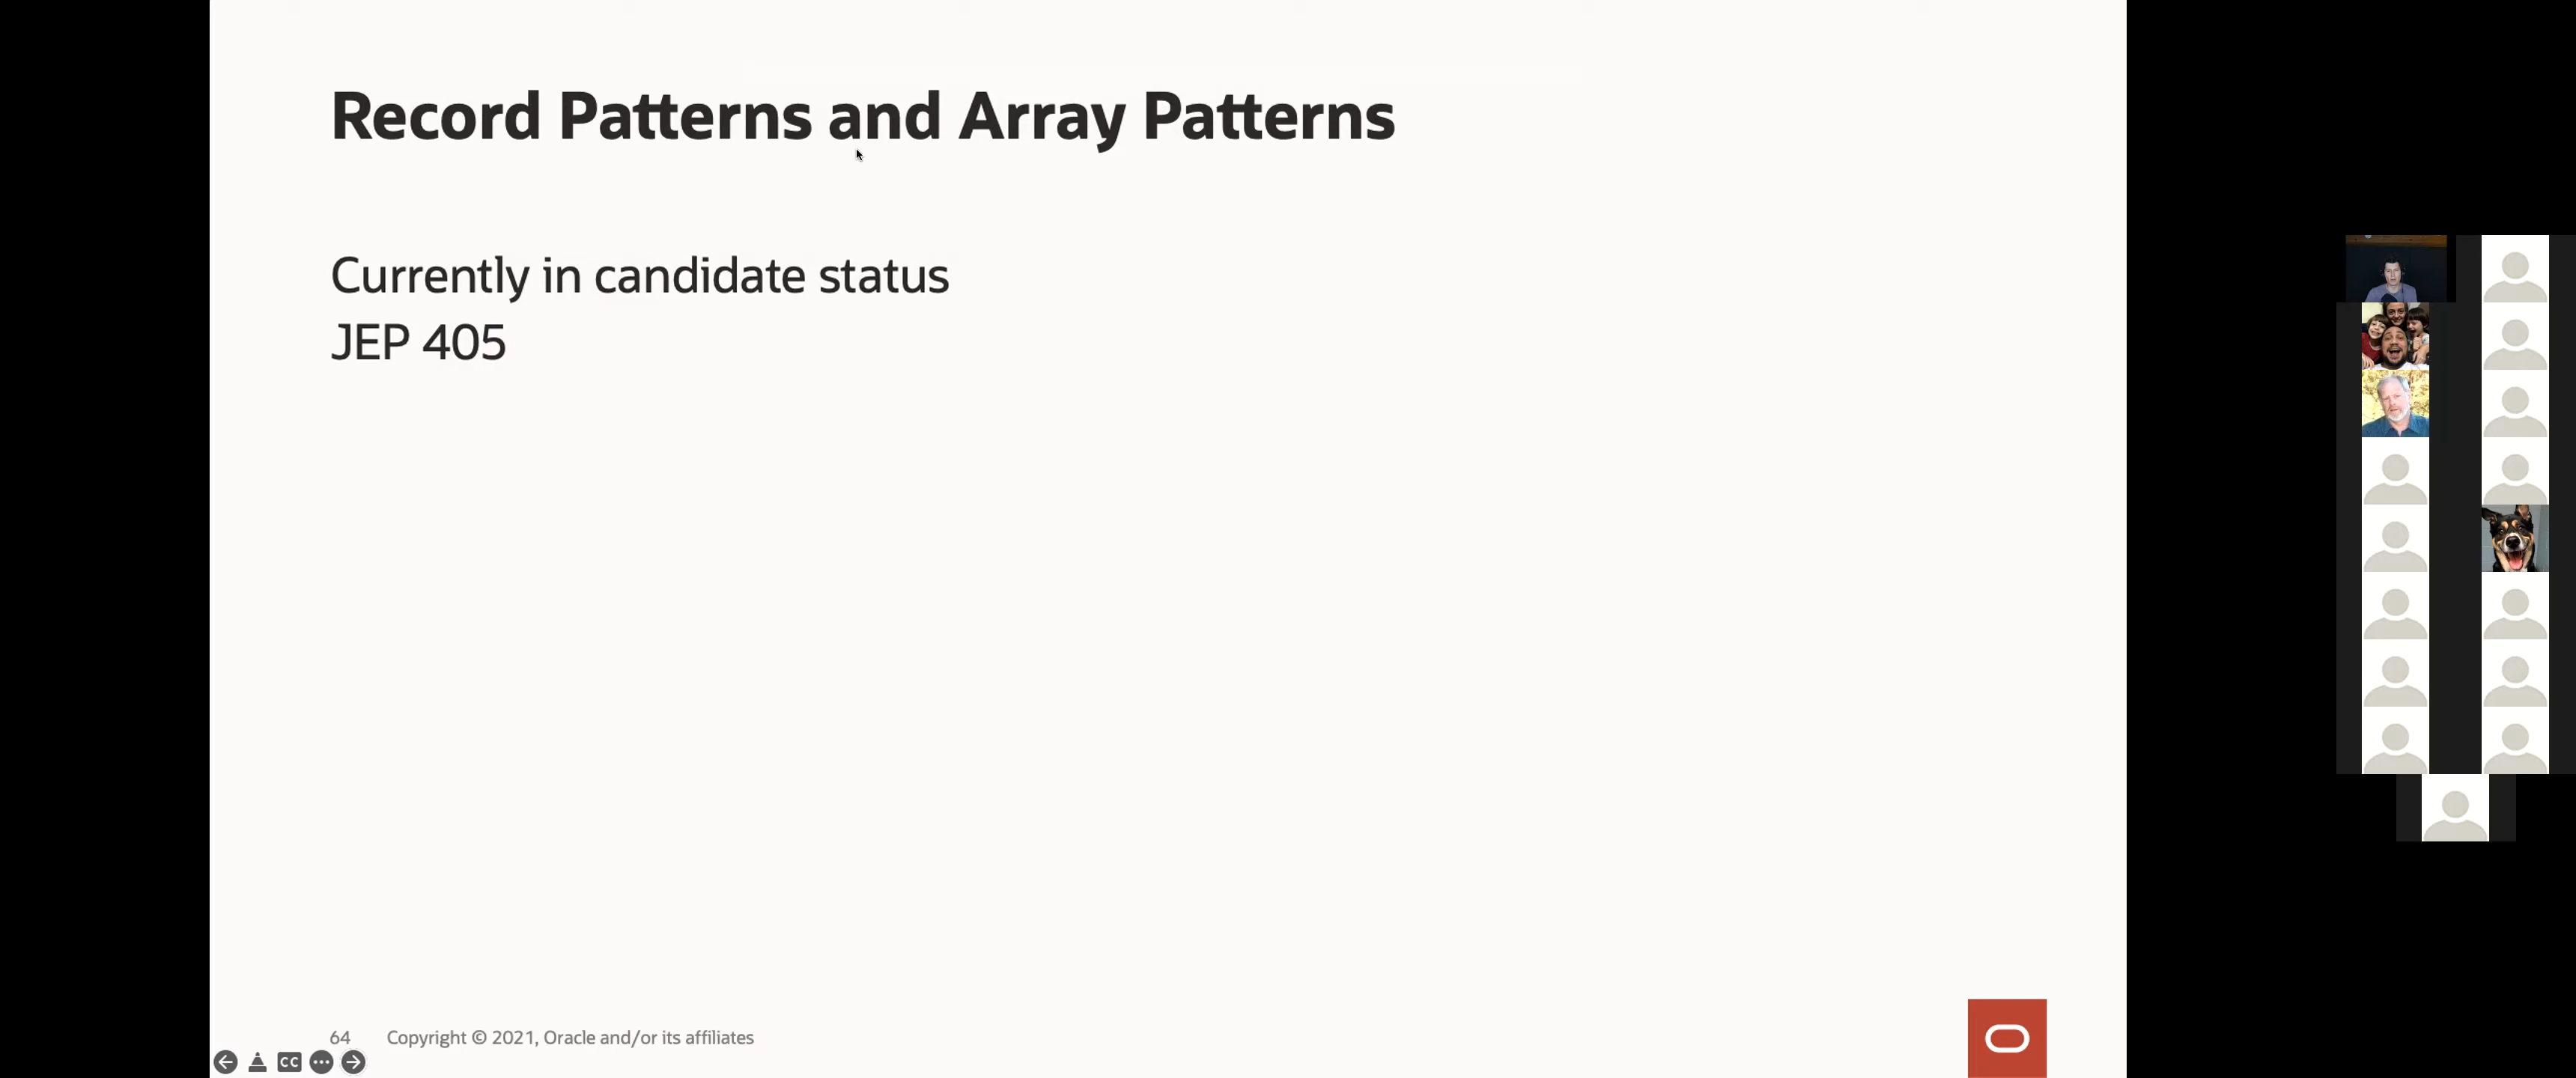 Record Patterns and Array Patterns
Currently in candidate status
JEP 405
64 Copyright © 2021, Oracle and/or its affiliates
CC